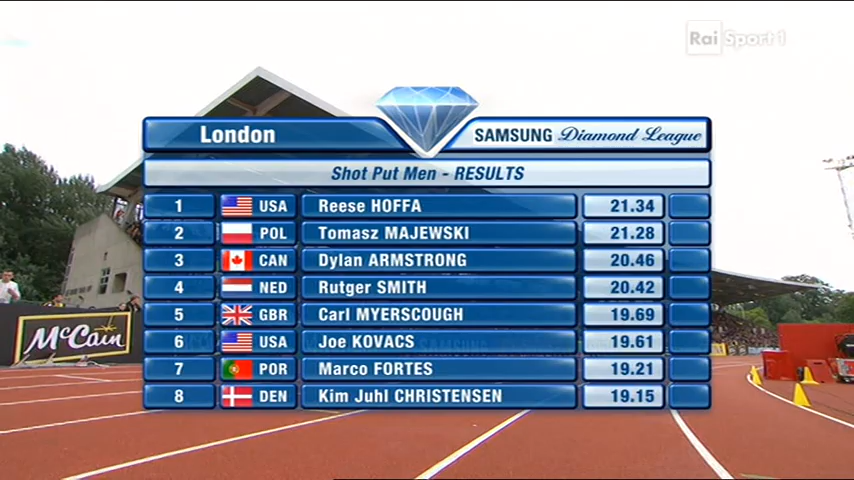 Rai Sport 1
London
SAMSUNG Diamond League
Shot Put Men - RESULTS
1 USA Reese HOFFA 21.34
2 POL Tomasz MAJEWSKI 21.28
3 CAN Dylan ARMSTRONG 20.46
4 NED Rutger SMITH 20.42
5 GBR Carl MYERSCOUGH 19.69
6 USA Joe KOVACS 19.61
7 POR Marco FORTES 19.21
8 DEN Kim Juhl CHRISTENSEN 19.15
McCain